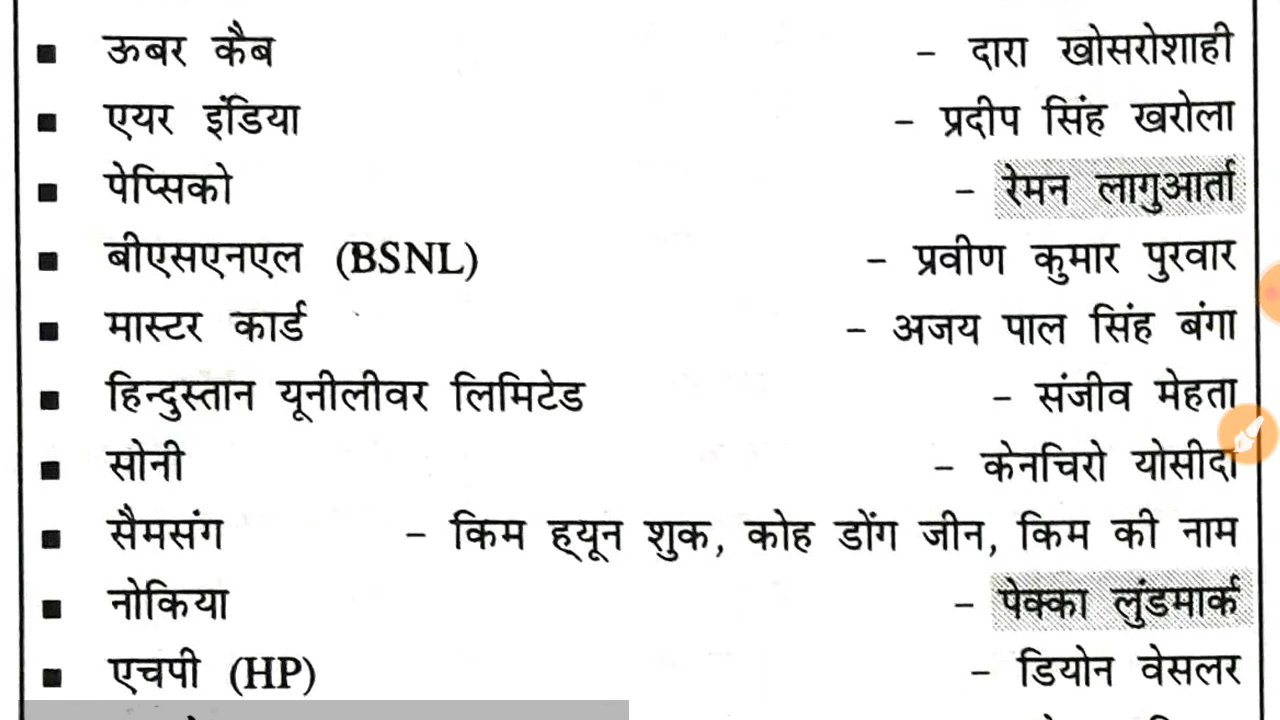 ▪ ऊबर कैब – दारा खोसरोशाही
▪ एयर इंडिया – प्रदीप सिंह खरोला
▪ पेप्सिको – रेमन लागुआर्ता
▪ बीएसएनएल (BSNL) – प्रवीण कुमार पुरवार
▪ मास्टर कार्ड – अजय पाल सिंह बंगा
▪ हिन्दुस्तान यूनीलीवर लिमिटेड – संजीव मेहता
▪ सोनी – केनचिरो योसीदा
▪ सैमसंग – किम ह्यून शुक, कोह डोंग जीन, किम की नाम
▪ नोकिया – पेक्का लुंडमार्क
▪ एचपी (HP) – डियोन वेसलर